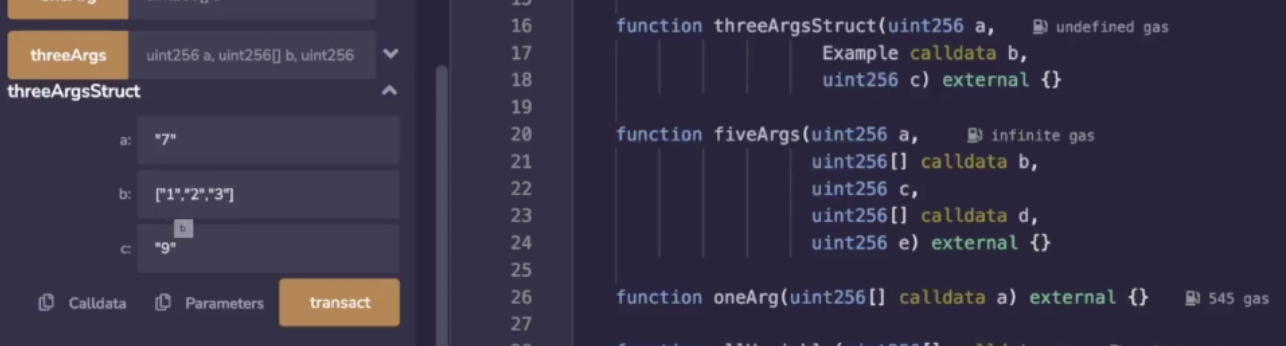 threeArgs
uint256 a, uint256[] b, uint256
threeArgsStruct
a:
"7"
b:
["1","2","3"]
b
c:
"9"
Calldata
Parameters
transact
16 function threeArgsStruct(uint256 a, undefined gas
17 Example calldata b,
18 uint256 c) external {}
19
20 function fiveArgs(uint256 a, infinite gas
21 uint256[] calldata b,
22 uint256 c,
23 uint256[] calldata d,
24 uint256 e) external {}
25
26 function oneArg(uint256[] calldata a) external {} 545 gas
27